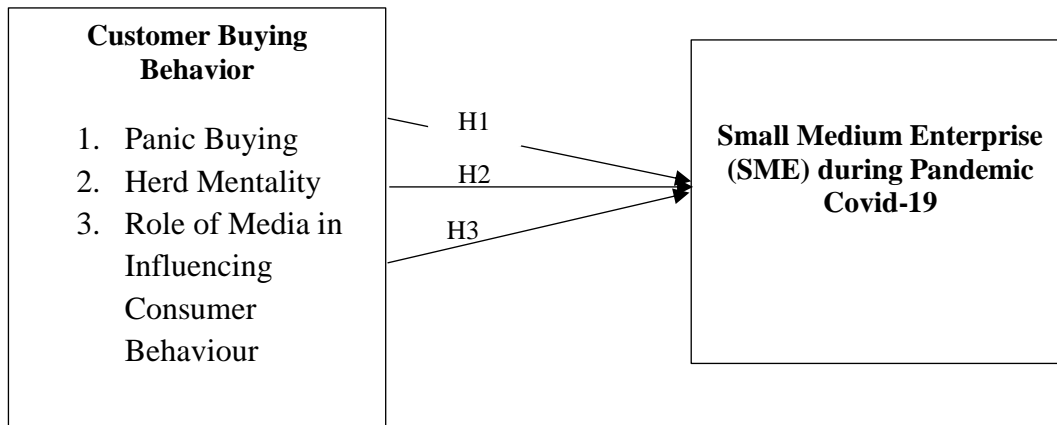 Customer Buying
Behavior
1. Panic Buying
2. Herd Mentality
3. Role of Media in
Influencing
Consumer
Behaviour
H1
H2
H3
Small Medium Enterprise
(SME) during Pandemic
Covid-19